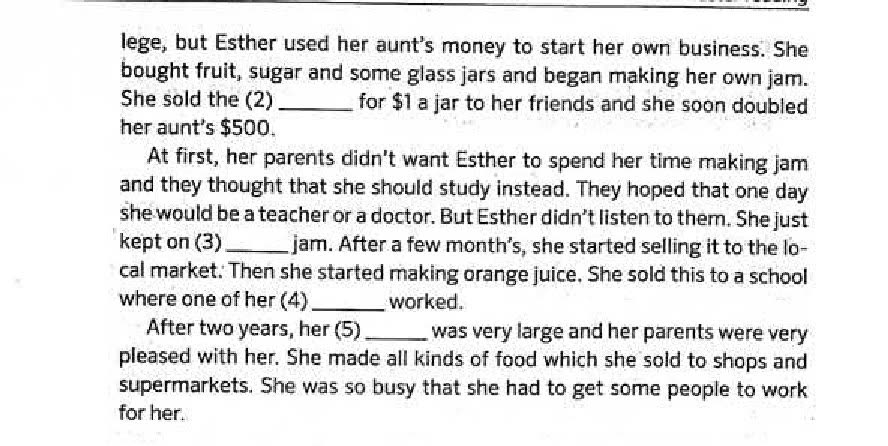 lege, but Esther used her aunt's money to start her own business. She
bought fruit, sugar and some glass jars and began making her own jam.
She sold the (2) ______ for $1 a jar to her friends and she soon doubled
her aunt's $500.
At first, her parents didn't want Esther to spend her time making jam
and they thought that she should study instead. They hoped that one day
she would be a teacher or a doctor. But Esther didn't listen to them. She just
kept on (3) ______ jam. After a few month's, she started selling it to the lo-
cal market. Then she started making orange juice. She sold this to a school
where one of her (4) ______ worked.
After two years, her (5) ______ was very large and her parents were very
pleased with her. She made all kinds of food which she sold to shops and
supermarkets. She was so busy that she had to get some people to work
for her.